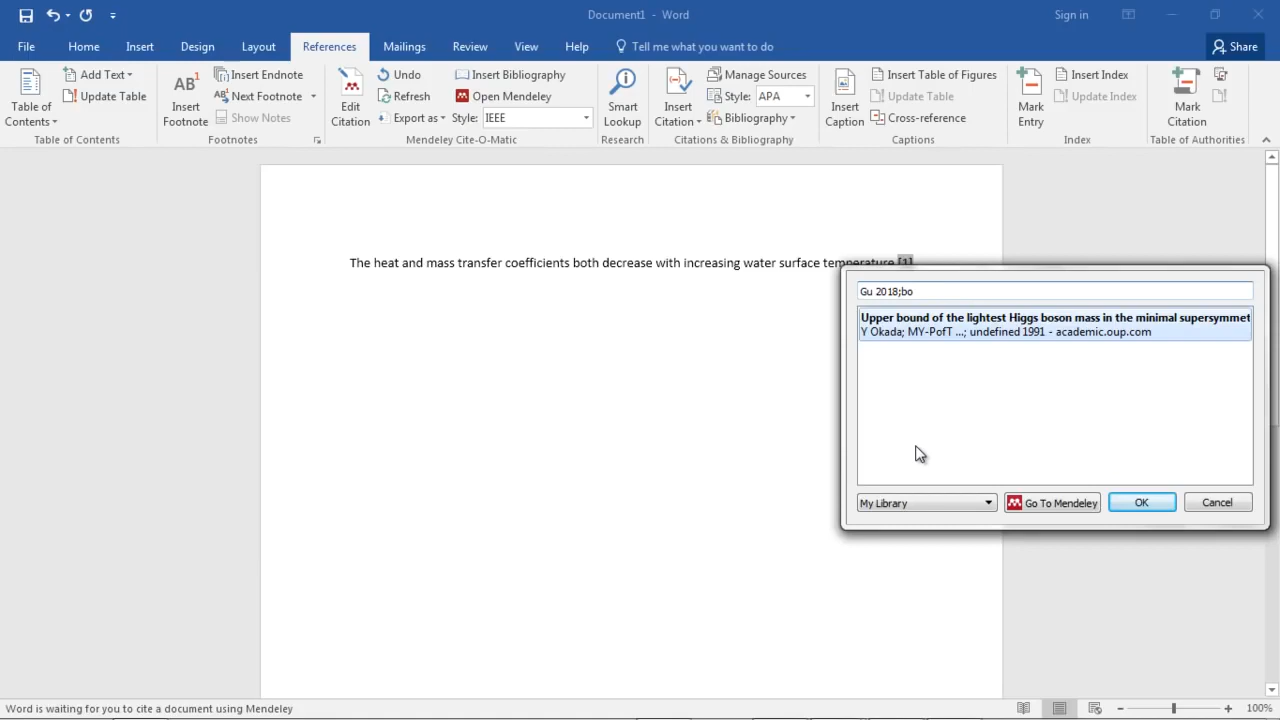 Document1 - Word
Sign in
File Home Insert Design Layout References Mailings Review View Help Tell me what you want to do Share
Table of Contents
Add Text
Update Table
Table of Contents
AB1
Insert Footnote
Insert Endnote
Next Footnote
Show Notes
Footnotes
Edit Citation
Undo
Refresh
Export as
Insert Bibliography
Open Mendeley
Style: IEEE
Mendeley Cite-O-Matic
Smart Lookup
Research
Insert Citation
Manage Sources
Style: APA
Bibliography
Citations & Bibliography
Insert Caption
Insert Table of Figures
Update Table
Cross-reference
Captions
Mark Entry
Insert Index
Update Index
Index
Mark Citation
Table of Authorities
The heat and mass transfer coefficients both decrease with increasing water surface temperature [1]
Gu 2018;bo
Upper bound of the lightest Higgs boson mass in the minimal supersymmet
Y Okada; MY-PofT ...; undefined 1991 - academic.oup.com
My Library
Go To Mendeley
OK
Cancel
Word is waiting for you to cite a document using Mendeley
100%